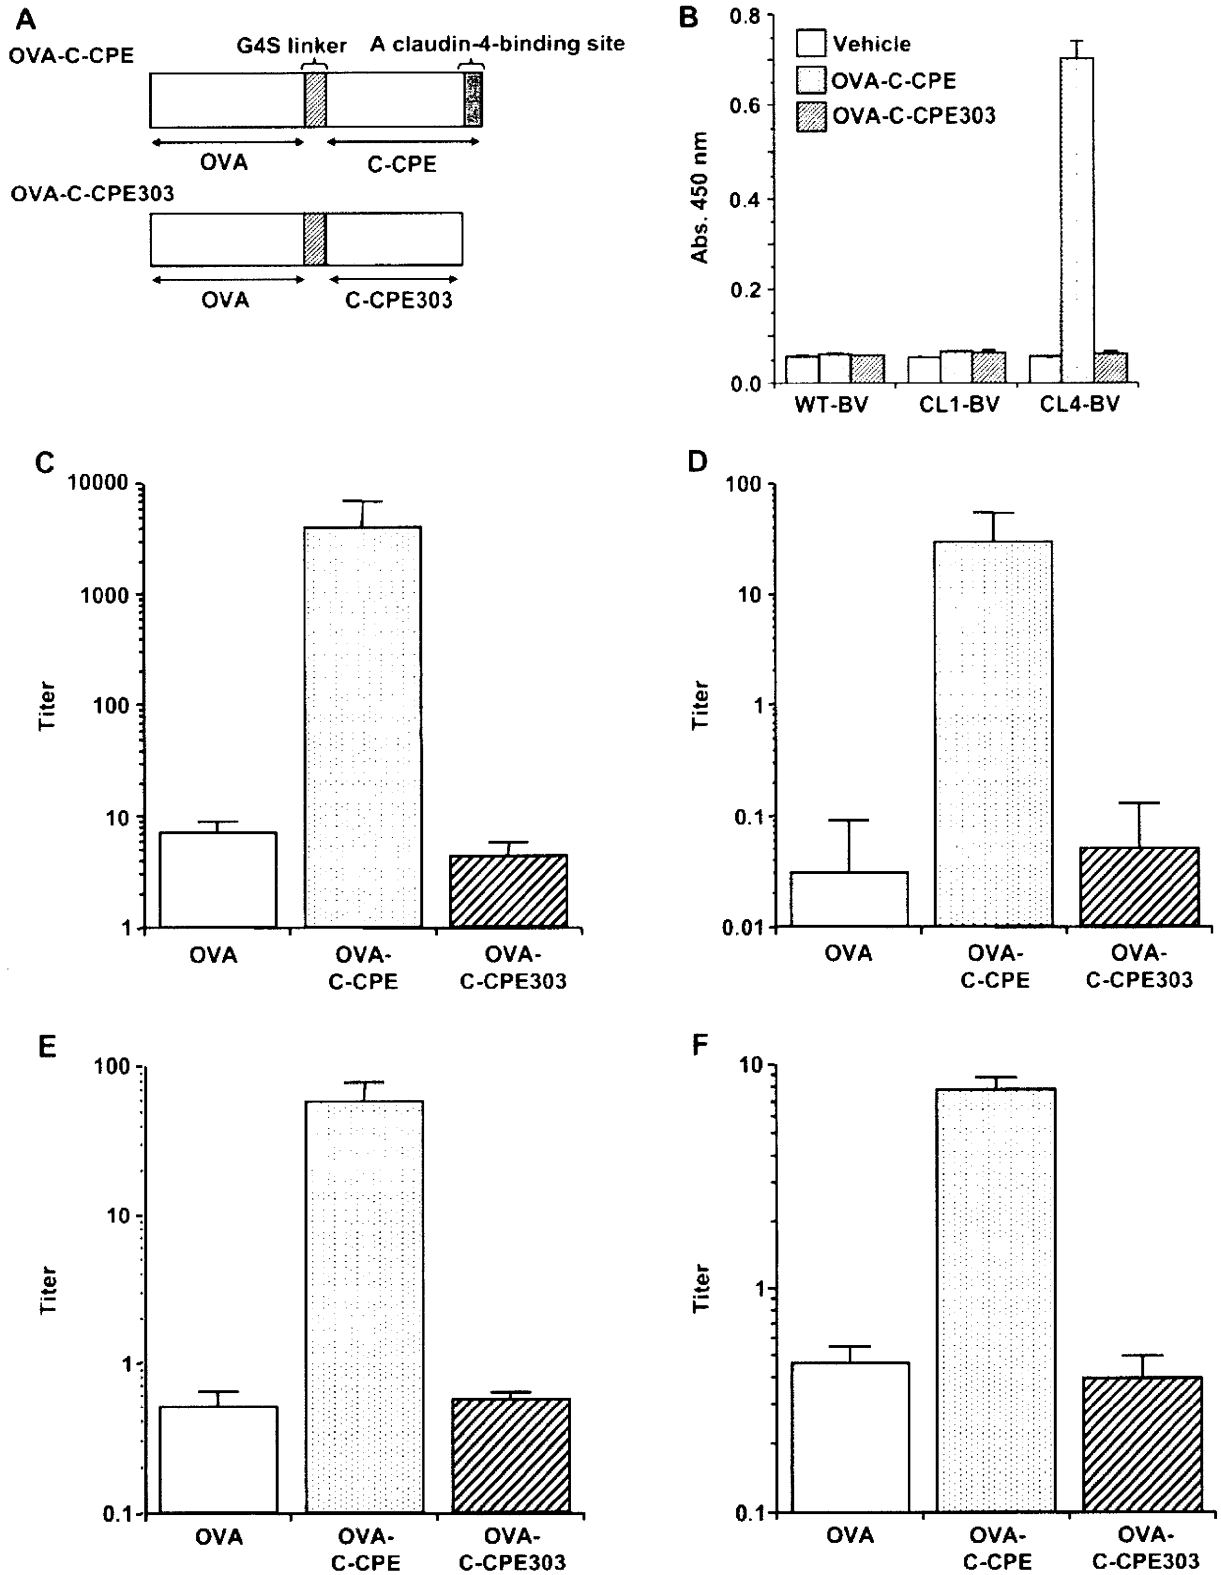 A
OVA-C-CPE
G4S linker
A claudin-4-binding site
OVA
C-CPE
OVA-C-CPE303
OVA
C-CPE303
B
Vehicle
OVA-C-CPE
OVA-C-CPE303
Abs. 450 nm
0.8
0.6
0.4
0.2
0.0
WT-BV
CL1-BV
CL4-BV
C
Titer
10000
1000
100
10
1
OVA
OVA-
C-CPE
OVA-
C-CPE303
D
Titer
100
10
1
0.1
0.01
OVA
OVA-
C-CPE
OVA-
C-CPE303
E
Titer
100
10
1
0.1
OVA
OVA-
C-CPE
OVA-
C-CPE303
F
Titer
10
1
0.1
OVA
OVA-
C-CPE
OVA-
C-CPE303